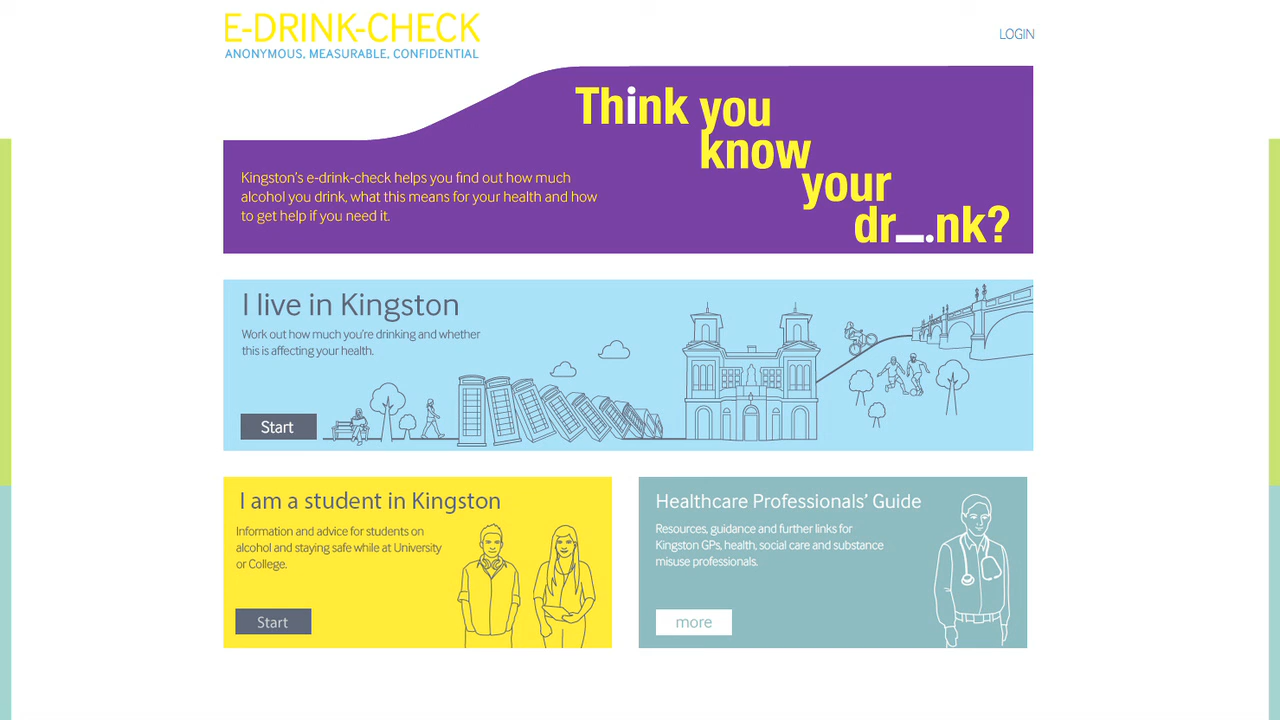 E-DRINK-CHECK
ANONYMOUS, MEASURABLE, CONFIDENTIAL
LOGIN
Think you
know
your
dr_.nk?
Kingston's e-drink-check helps you find out how much
alcohol you drink, what this means for your health and how
to get help if you need it.
I live in Kingston
Work out how much you're drinking and whether
this is affecting your health.
Start
I am a student in Kingston
Information and advice for students on
alcohol and staying safe while at University
or College.
Start
Healthcare Professionals' Guide
Resources, guidance and further links for
Kingston GPs, health, social care and substance
misuse professionals.
more